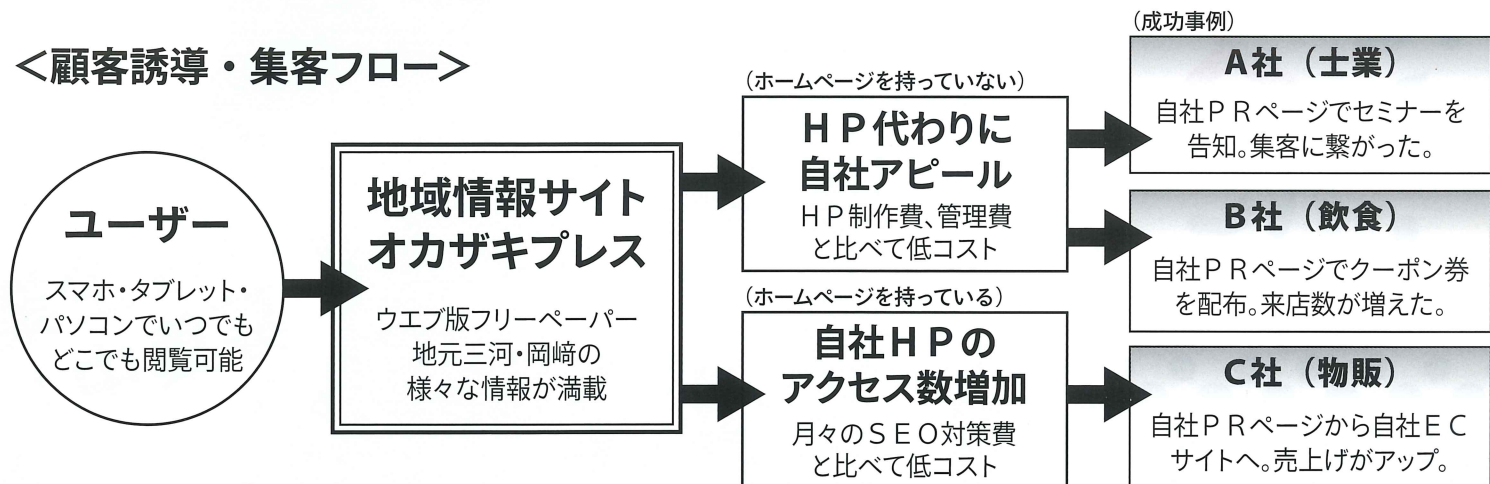 ＜顧客誘導・集客フロー＞
ユーザー
スマホ・タブレット・
パソコンでいつでも
どこでも閲覧可能
地域情報サイト
オカザキプレス
ウエブ版フリーペーパー
地元三河・岡﨑の
様々な情報が満載
（ホームページを持っていない）
ＨＰ代わりに
自社アピール
ＨＰ制作費、管理費
と比べて低コスト
（ホームページを持っている）
自社ＨＰの
アクセス数増加
月々のＳＥＯ対策費
と比べて低コスト
（成功事例）
A社（士業）
自社ＰＲページでセミナーを
告知。集客に繋がった。
B社（飲食）
自社ＰＲページでクーポン券
を配布。来店数が増えた。
C社（物販）
自社ＰＲページから自社ＥＣ
サイトへ。売上げがアップ。